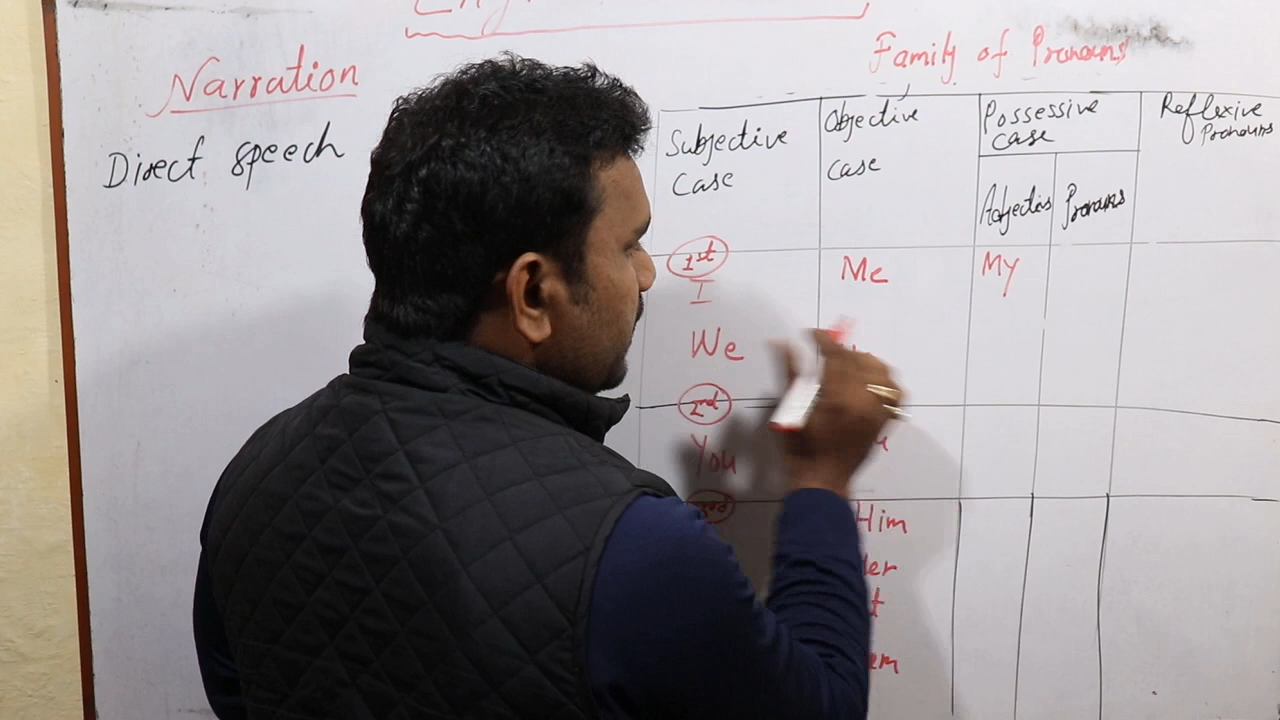 Narration
Direct speech
Family of Pronouns
Subjective Case
Objective case
Possessive case
Reflexive Pronouns
Adjectives
Pronouns
1st
I
Me
My
We
2nd
You
3rd
Him